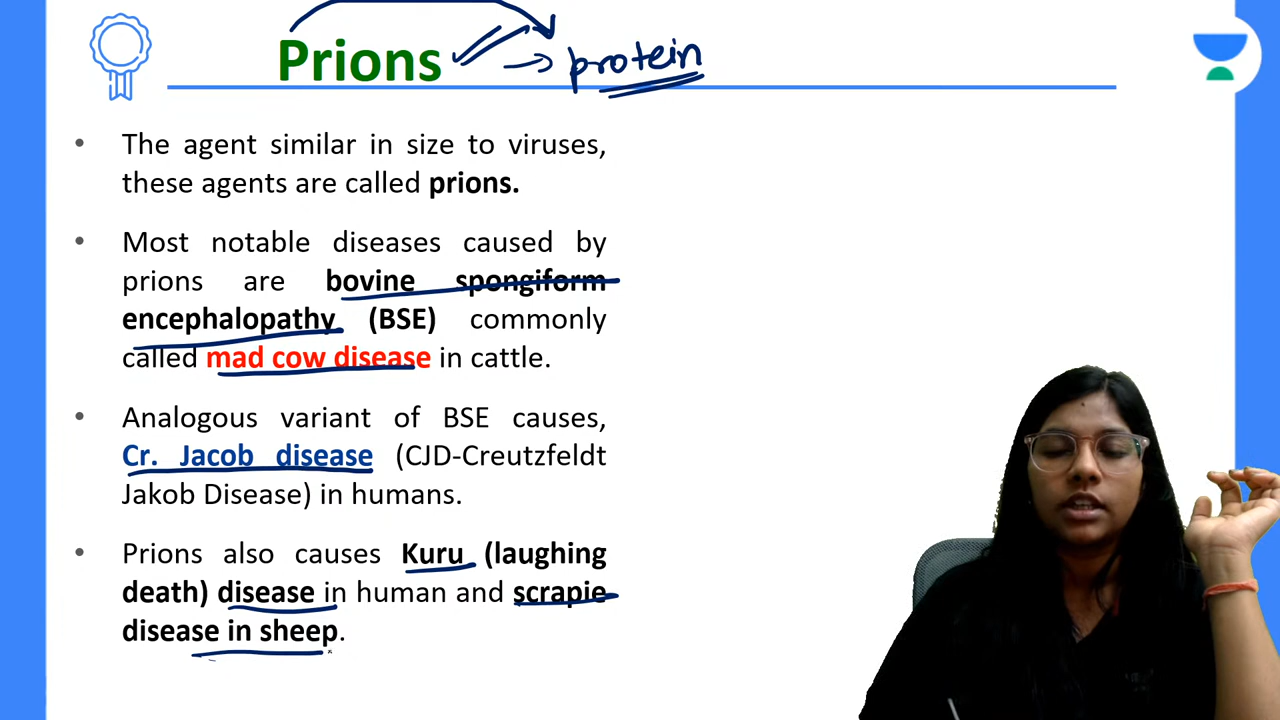 Prions → protein
• The agent similar in size to viruses,
these agents are called prions.
• Most notable diseases caused by
prions are bovine spongiform
encephalopathy (BSE) commonly
called mad cow disease in cattle.
• Analogous variant of BSE causes,
Cr. Jacob disease (CJD-Creutzfeldt
Jakob Disease) in humans.
• Prions also causes Kuru (laughing
death) disease in human and scrapie
disease in sheep.